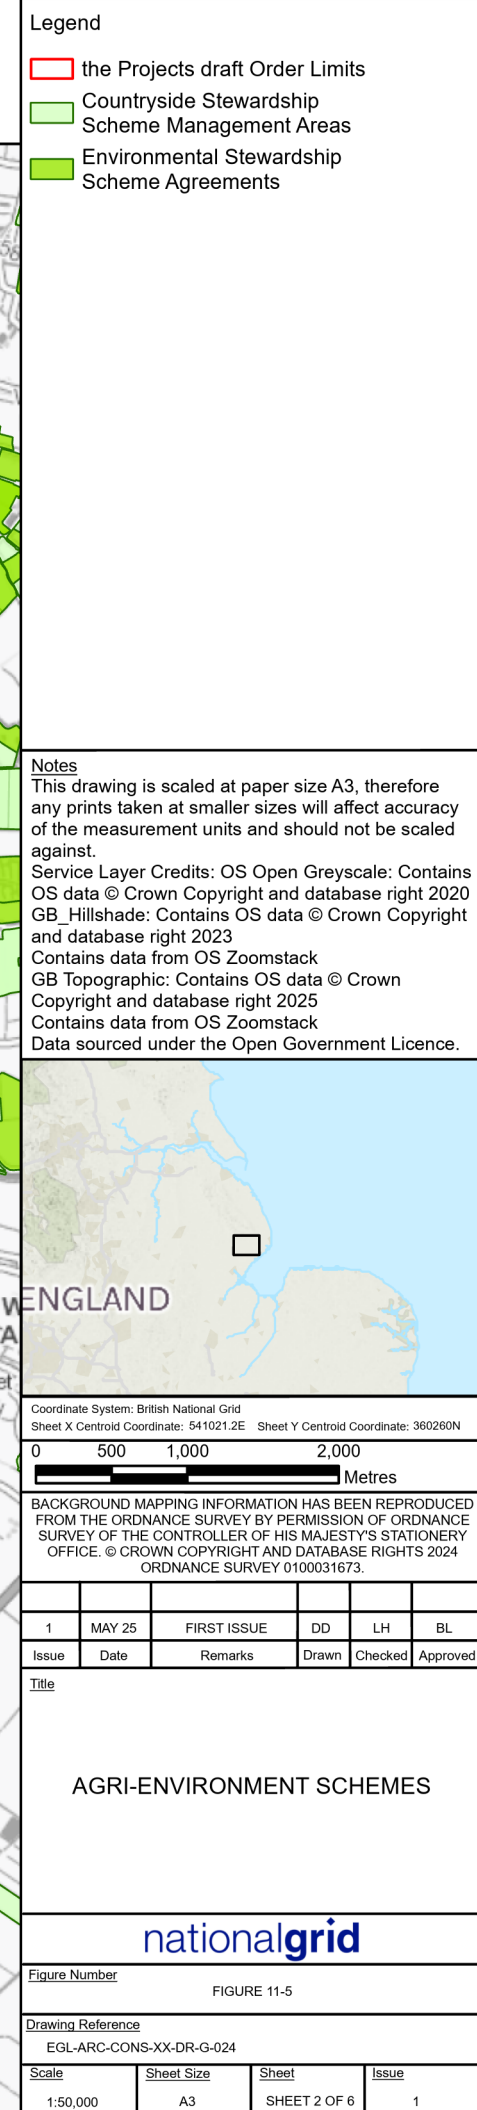 Legend
the Projects draft Order Limits
Countryside Stewardship
Scheme Management Areas
Environmental Stewardship
Scheme Agreements
Notes
This drawing is scaled at paper size A3, therefore
any prints taken at smaller sizes will affect accuracy
of the measurement units and should not be scaled
against.
Service Layer Credits: OS Open Greyscale: Contains
OS data © Crown Copyright and database right 2020
GB_Hillshade: Contains OS data © Crown Copyright
and database right 2023
Contains data from OS Zoomstack
GB Topographic: Contains OS data © Crown
Copyright and database right 2025
Contains data from OS Zoomstack
Data sourced under the Open Government Licence.
ENGLAND
Coordinate System: British National Grid
Sheet X Centroid Coordinate: 541021.2E Sheet Y Centroid Coordinate: 360260N
0 500 1,000 2,000
Metres
BACKGROUND MAPPING INFORMATION HAS BEEN REPRODUCED
FROM THE ORDNANCE SURVEY BY PERMISSION OF ORDNANCE
SURVEY OF THE CONTROLLER OF HIS MAJESTY'S STATIONERY
OFFICE. © CROWN COPYRIGHT AND DATABASE RIGHTS 2024
ORDNANCE SURVEY 0100031673.
1 MAY 25 FIRST ISSUE DD LH BL
Issue Date Remarks Drawn Checked Approved
Title
AGRI-ENVIRONMENT SCHEMES
nationalgrid
Figure Number
FIGURE 11-5
Drawing Reference
EGL-ARC-CONS-XX-DR-G-024
Scale Sheet Size Sheet Issue
1:50,000 A3 SHEET 2 OF 6 1